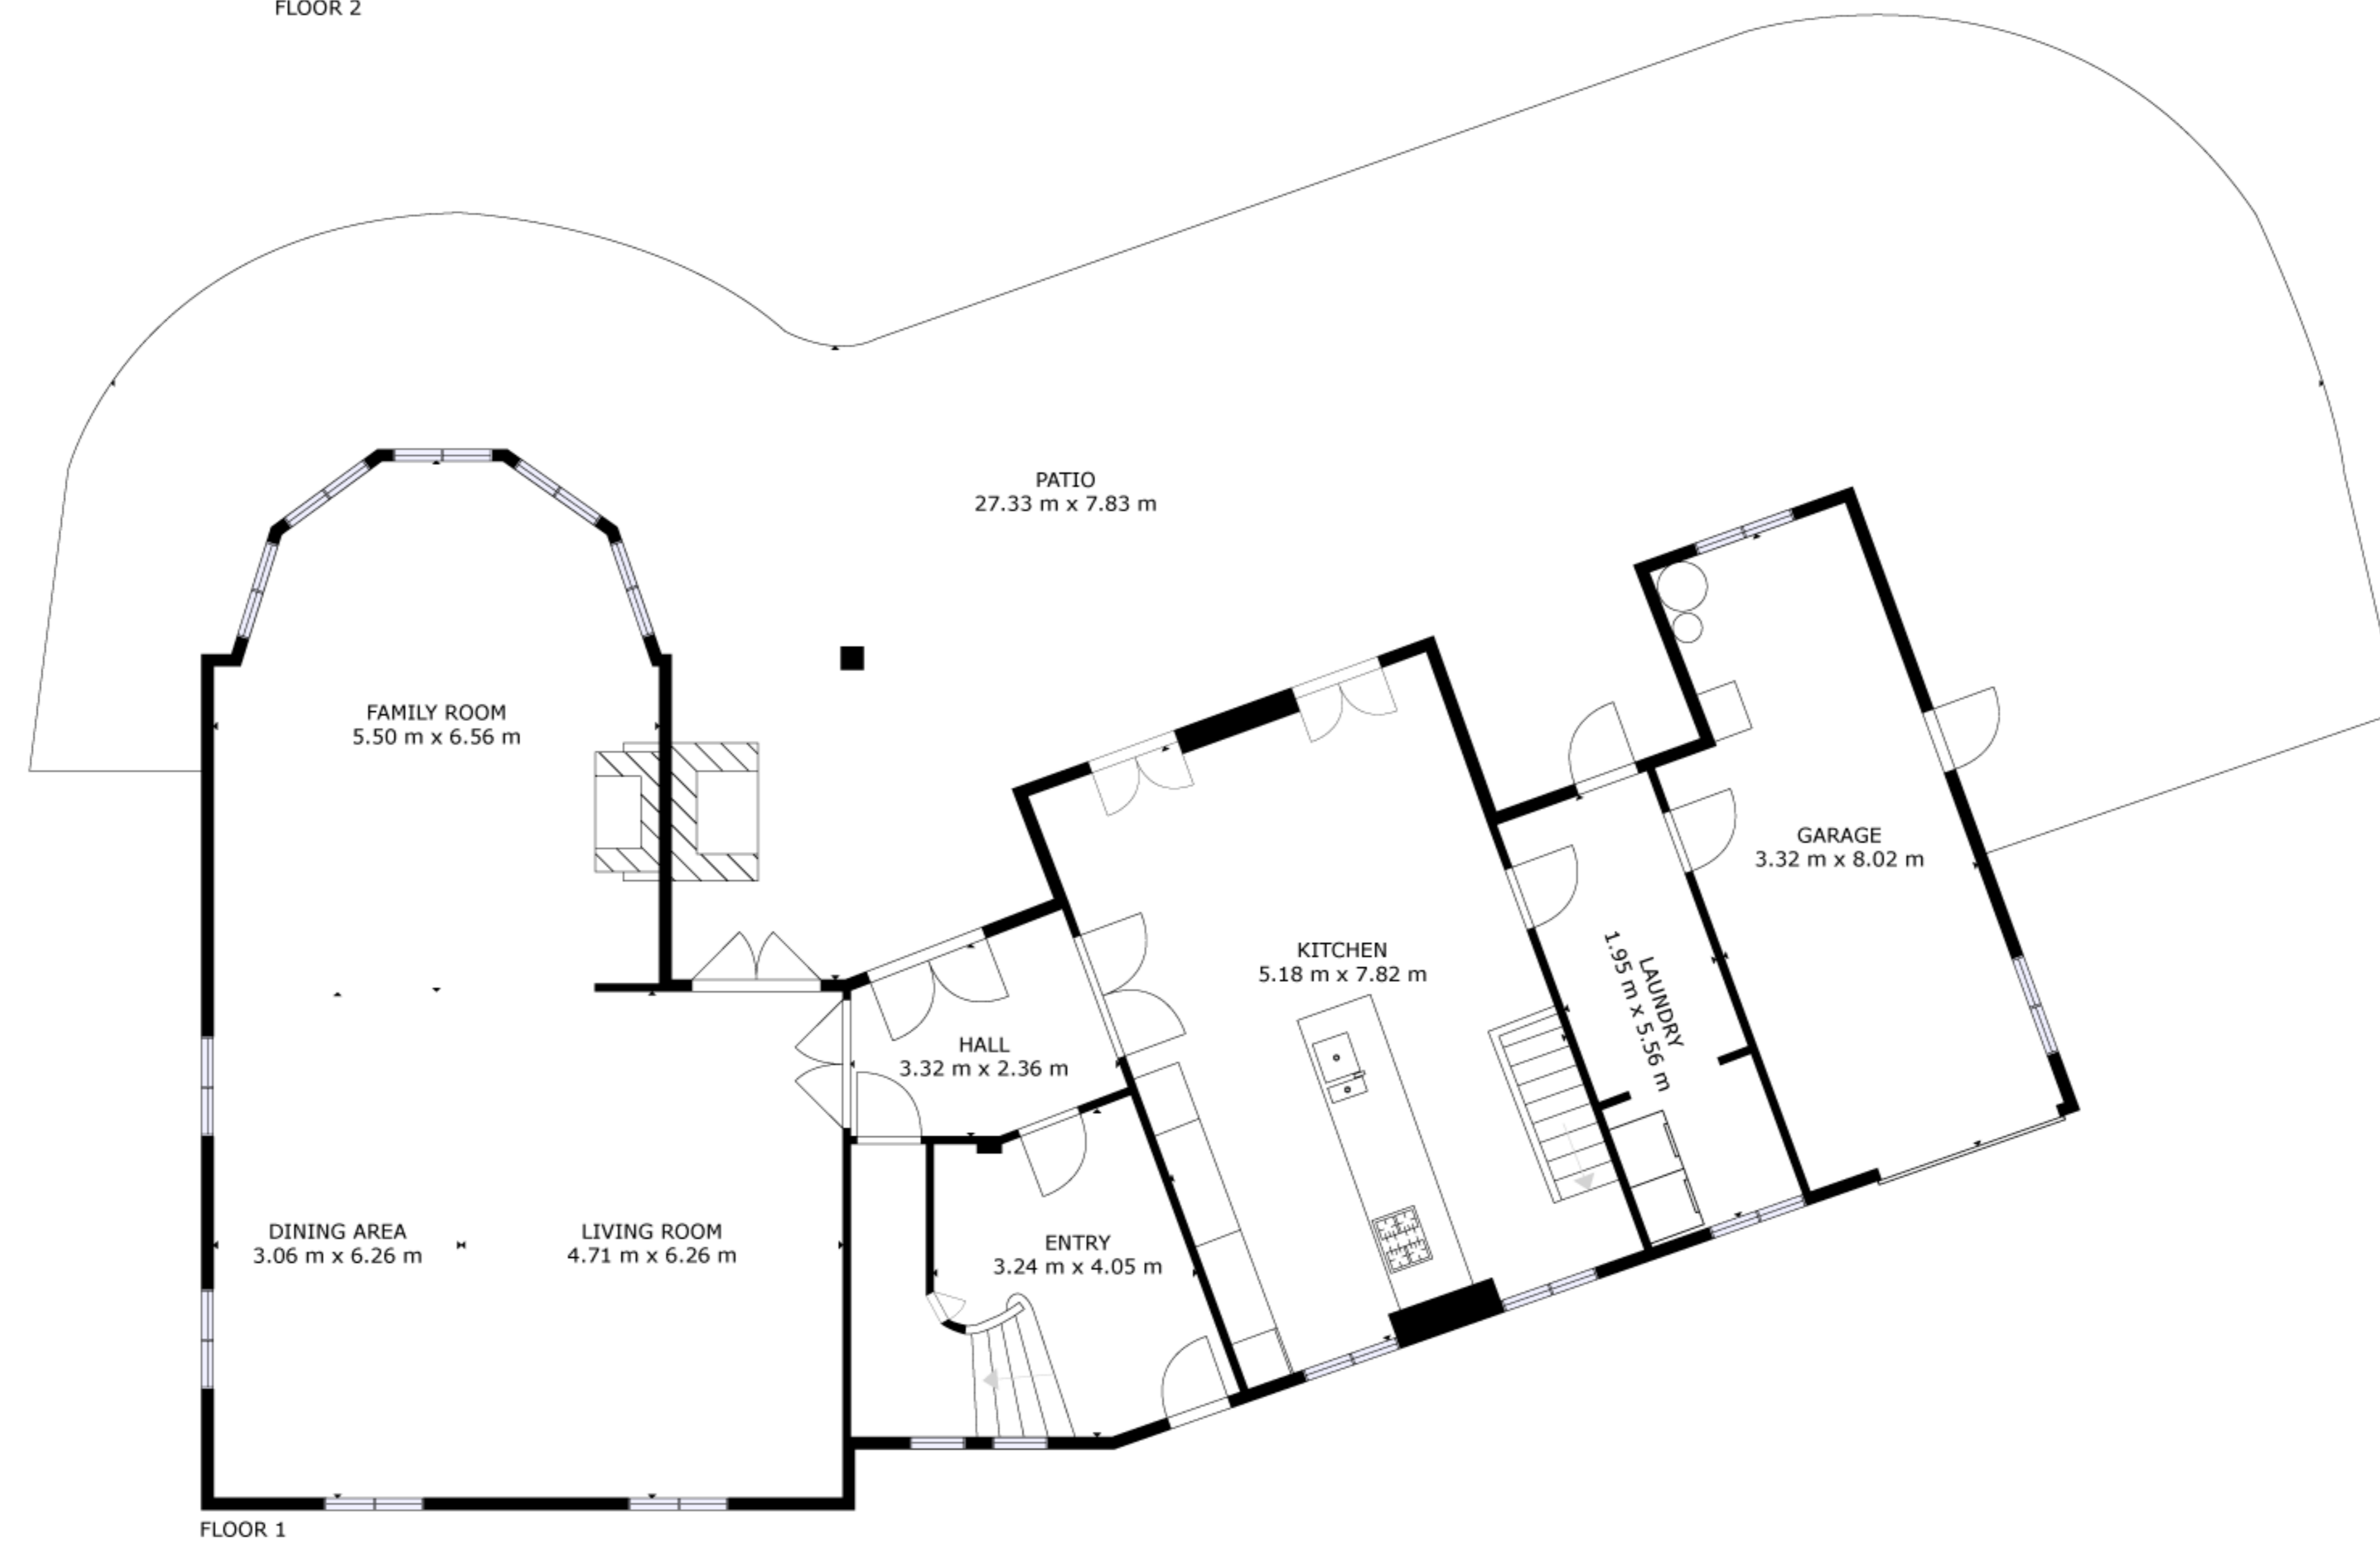 FLOOR 2
PATIO
27.33 m x 7.83 m
FAMILY ROOM
5.50 m x 6.56 m
GARAGE
3.32 m x 8.02 m
KITCHEN
5.18 m x 7.82 m
LAUNDRY
1.95 m x 5.56 m
HALL
3.32 m x 2.36 m
DINING AREA
3.06 m x 6.26 m
LIVING ROOM
4.71 m x 6.26 m
ENTRY
3.24 m x 4.05 m
FLOOR 1